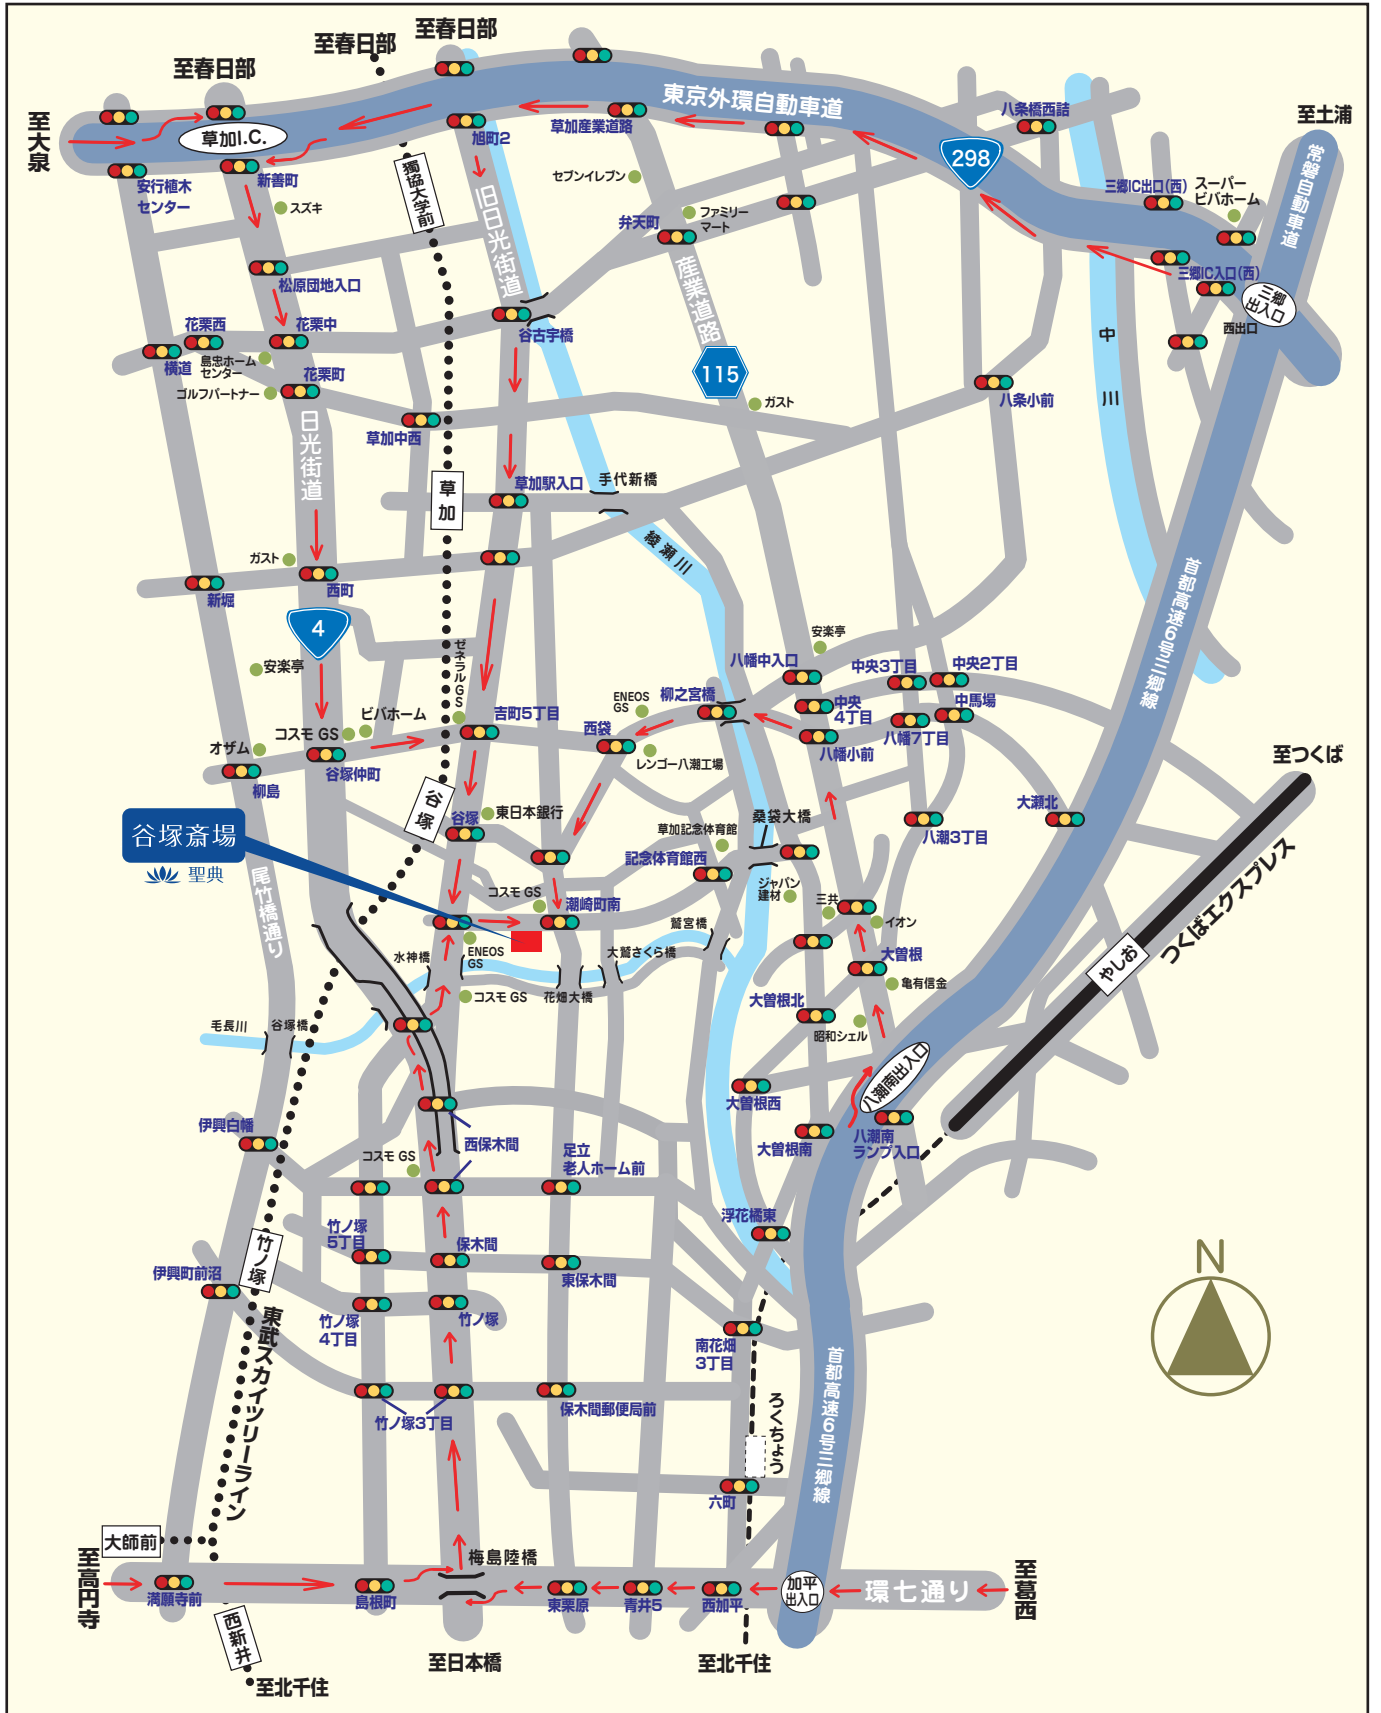 至春日部
至春日部
至春日部
至大泉
草加I.C.
東京外環自動車道
八条橋西詰
至土浦
旭町2
草加産業道路
298
常磐自動車道
安行植木
センター
新善町
スズキ
獨協大学前
旧日光街道
セブンイレブン
ファミリー
マート
弁天町
三郷IC出口(西)
スーパー
ビバホーム
三郷IC入口(西)
三郷
出入口
西出口
松原団地入口
産業道路
中川
花栗西
花栗中
谷古宇橋
横道
島忠ホーム
センター
花栗町
ゴルフパートナー
115
ガスト
八条小前
日光街道
草加中西
草加
草加駅入口
手代新橋
綾瀬川
ガスト
新堀
西町
首都高速6号三郷線
4
安楽亭
ゼネラルGS
安楽亭
八幡中入口
中央3丁目
中央2丁目
ENEOS
GS
柳之宮橋
中央
4丁目
中馬場
八幡7丁目
八幡小前
コスモ GS
ビバホーム
吉町5丁目
西袋
レンゴー八潮工場
オザム
柳島
谷塚仲町
至つくば
谷塚
谷塚斎場
聖典
東日本銀行
谷塚
桑袋大橋
草加記念体育館
記念体育館西
八潮3丁目
大瀬北
つくばエクスプレス
尾竹橋通り
コスモ GS
潮崎町南
ジャパン
建材
三共
イオン
鷲宮橋
大鷲さくら橋
ENEOS
GS
水神橋
コスモ GS
花畑大橋
大曽根
亀有信金
やしお
大曽根北
昭和シェル
毛長川
谷塚橋
八潮南出入口
大曽根西
伊興白幡
西保木間
コスモ GS
足立
老人ホーム前
大曽根南
八潮南
ランプ入口
竹ノ塚
5丁目
保木間
東保木間
浮花橋東
N
竹ノ塚
伊興町前沼
竹ノ塚
4丁目
竹ノ塚
南花畑
3丁目
東武スカイツリーライン
首都高速6号三郷線
竹ノ塚3丁目
保木間郵便局前
ろくちょう
六町
大師前
至高円寺
満願寺前
島根町
梅島陸橋
東栗原
青井5
西加平
加平
出入口
環七通り
至葛西
西新井
至北千住
至日本橋
至北千住